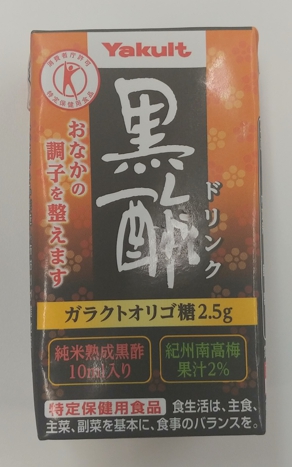 Yakult
消費者庁許可
特定保健用食品
黒酢
ドリンク
おなかの
調子を整えます
ガラクトオリゴ糖2.5g
純米熟成黒酢
10ml入り
紀州南高梅
果汁2%
特定保健用食品 食生活は、主食、
主菜、副菜を基本に、食事のバランスを。